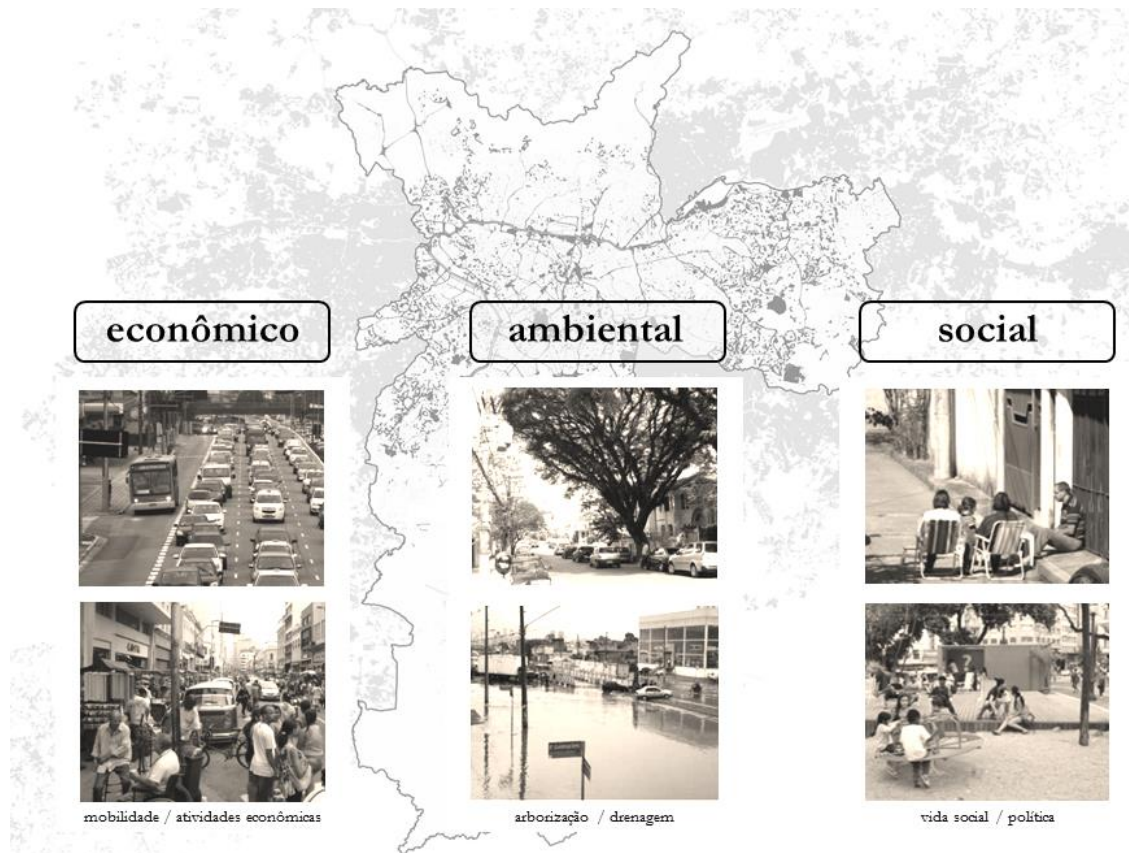 econômico
ambiental
social
mobilidade / atividades econômicas
arborização / drenagem
vida social / política